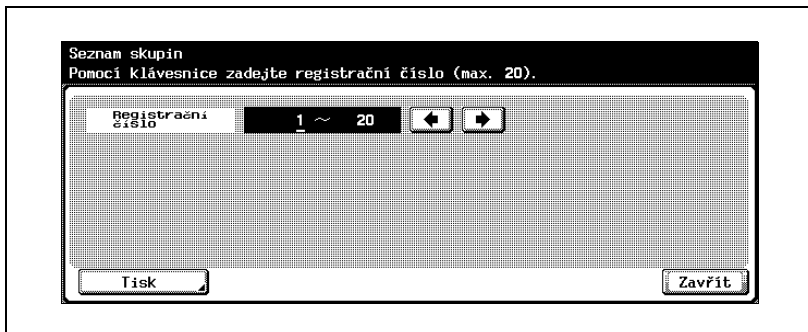 Seznam skupin
Pomocí klávesnice zadejte registrační číslo (max. 20).
Registrační
číslo
1 ~ 20
Tisk
Zavřít